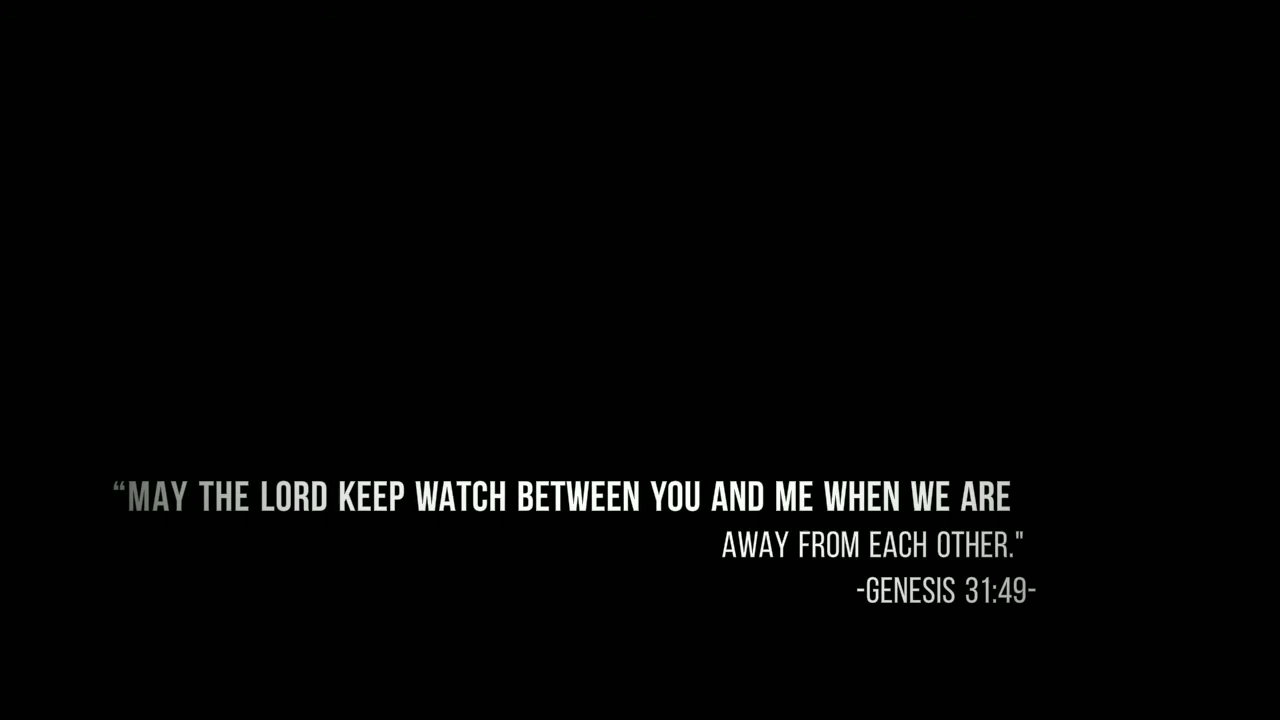 “MAY THE LORD KEEP WATCH BETWEEN YOU AND ME WHEN WE ARE
AWAY FROM EACH OTHER."
-GENESIS 31:49-